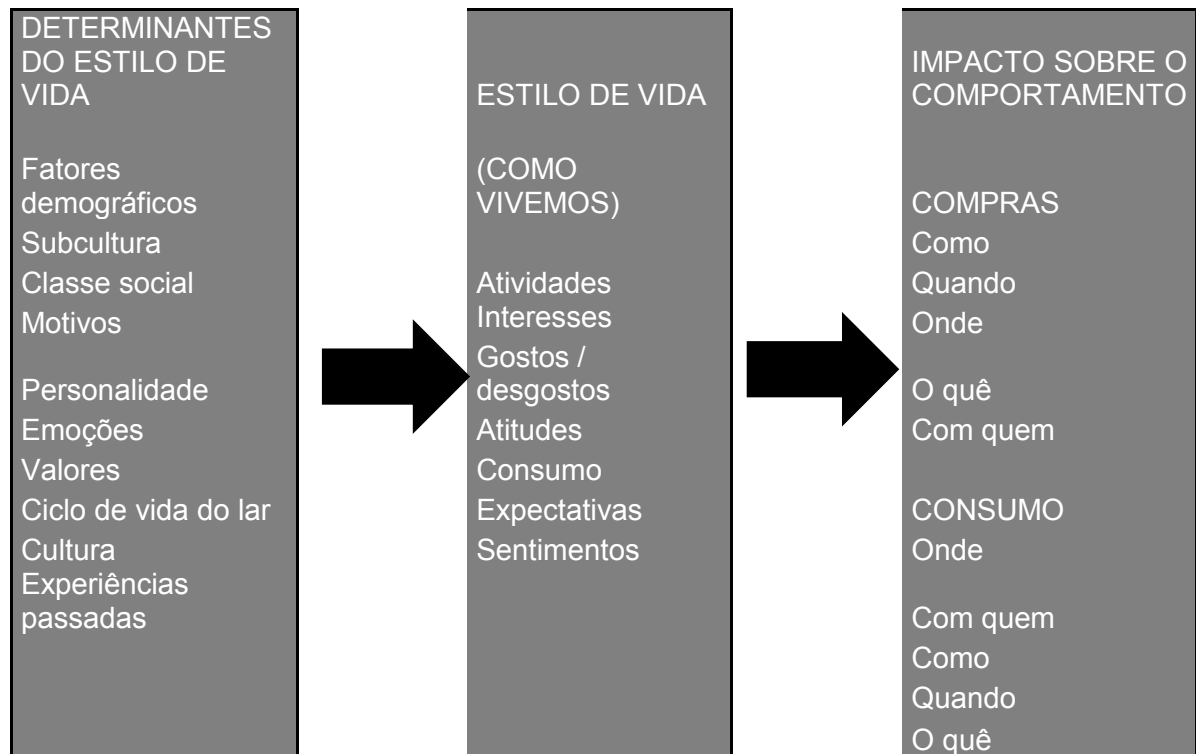 DETERMINANTES
DO ESTILO DE
VIDA
Fatores
demográficos
Subcultura
Classe social
Motivos
Personalidade
Emoções
Valores
Ciclo de vida do lar
Cultura
Experiências
passadas
ESTILO DE VIDA
(COMO
VIVEMOS)
Atividades
Interesses
Gostos /
desgostos
Atitudes
Consumo
Expectativas
Sentimentos
IMPACTO SOBRE O
COMPORTAMENTO
COMPRAS
Como
Quando
Onde
O quê
Com quem
CONSUMO
Onde
Com quem
Como
Quando
O quê